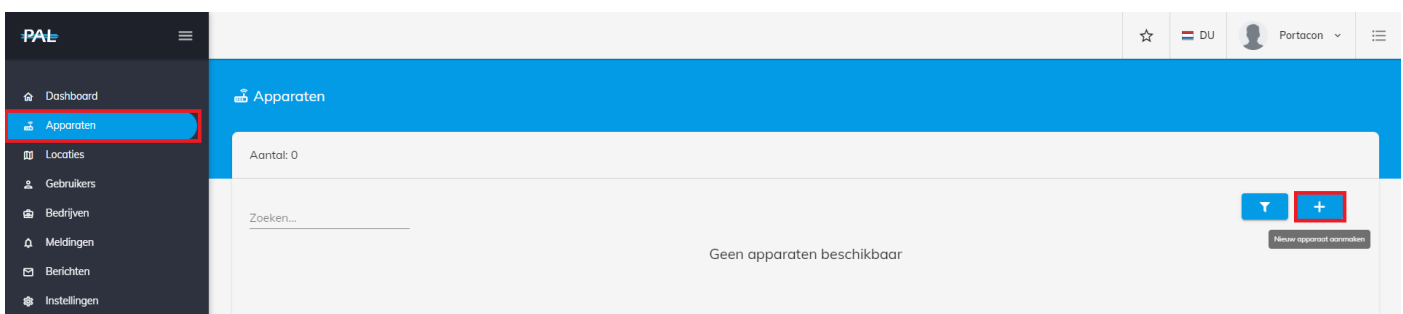 PAL
DU
Portacon
Dashboard
Apparaten
Locaties
Gebruikers
Bedrijven
Meldingen
Berichten
Instellingen
Apparaten
Aantal: 0
Zoeken...
Nieuw apparaat aanmaken
Geen apparaten beschikbaar